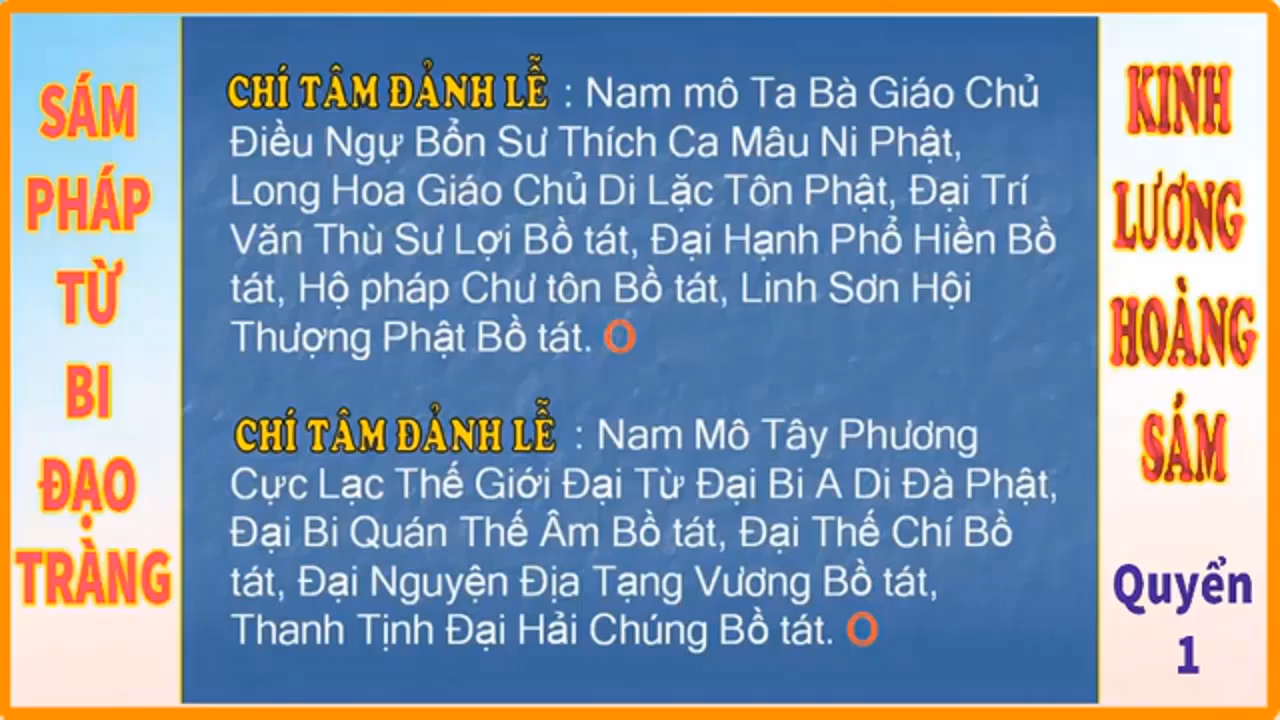 SÁM
PHÁP
TỪ
BI
ĐẠO
TRÀNG
CHÍ TÂM ĐẢNH LỄ : Nam mô Ta Bà Giáo Chủ
Điều Ngự Bổn Sư Thích Ca Mâu Ni Phật,
Long Hoa Giáo Chủ Di Lặc Tôn Phật, Đại Trí
Văn Thù Sư Lợi Bồ tát, Đại Hạnh Phổ Hiền Bồ
tát, Hộ pháp Chư tôn Bồ tát, Linh Sơn Hội
Thượng Phật Bồ tát. O
CHÍ TÂM ĐẢNH LỄ : Nam Mô Tây Phương
Cực Lạc Thế Giới Đại Từ Đại Bi A Di Đà Phật,
Đại Bi Quán Thế Âm Bồ tát, Đại Thế Chí Bồ
tát, Đại Nguyện Địa Tạng Vương Bồ tát,
Thanh Tịnh Đại Hải Chúng Bồ tát. O
KINH
LƯƠNG
HOÀNG
SÁM
Quyển
1